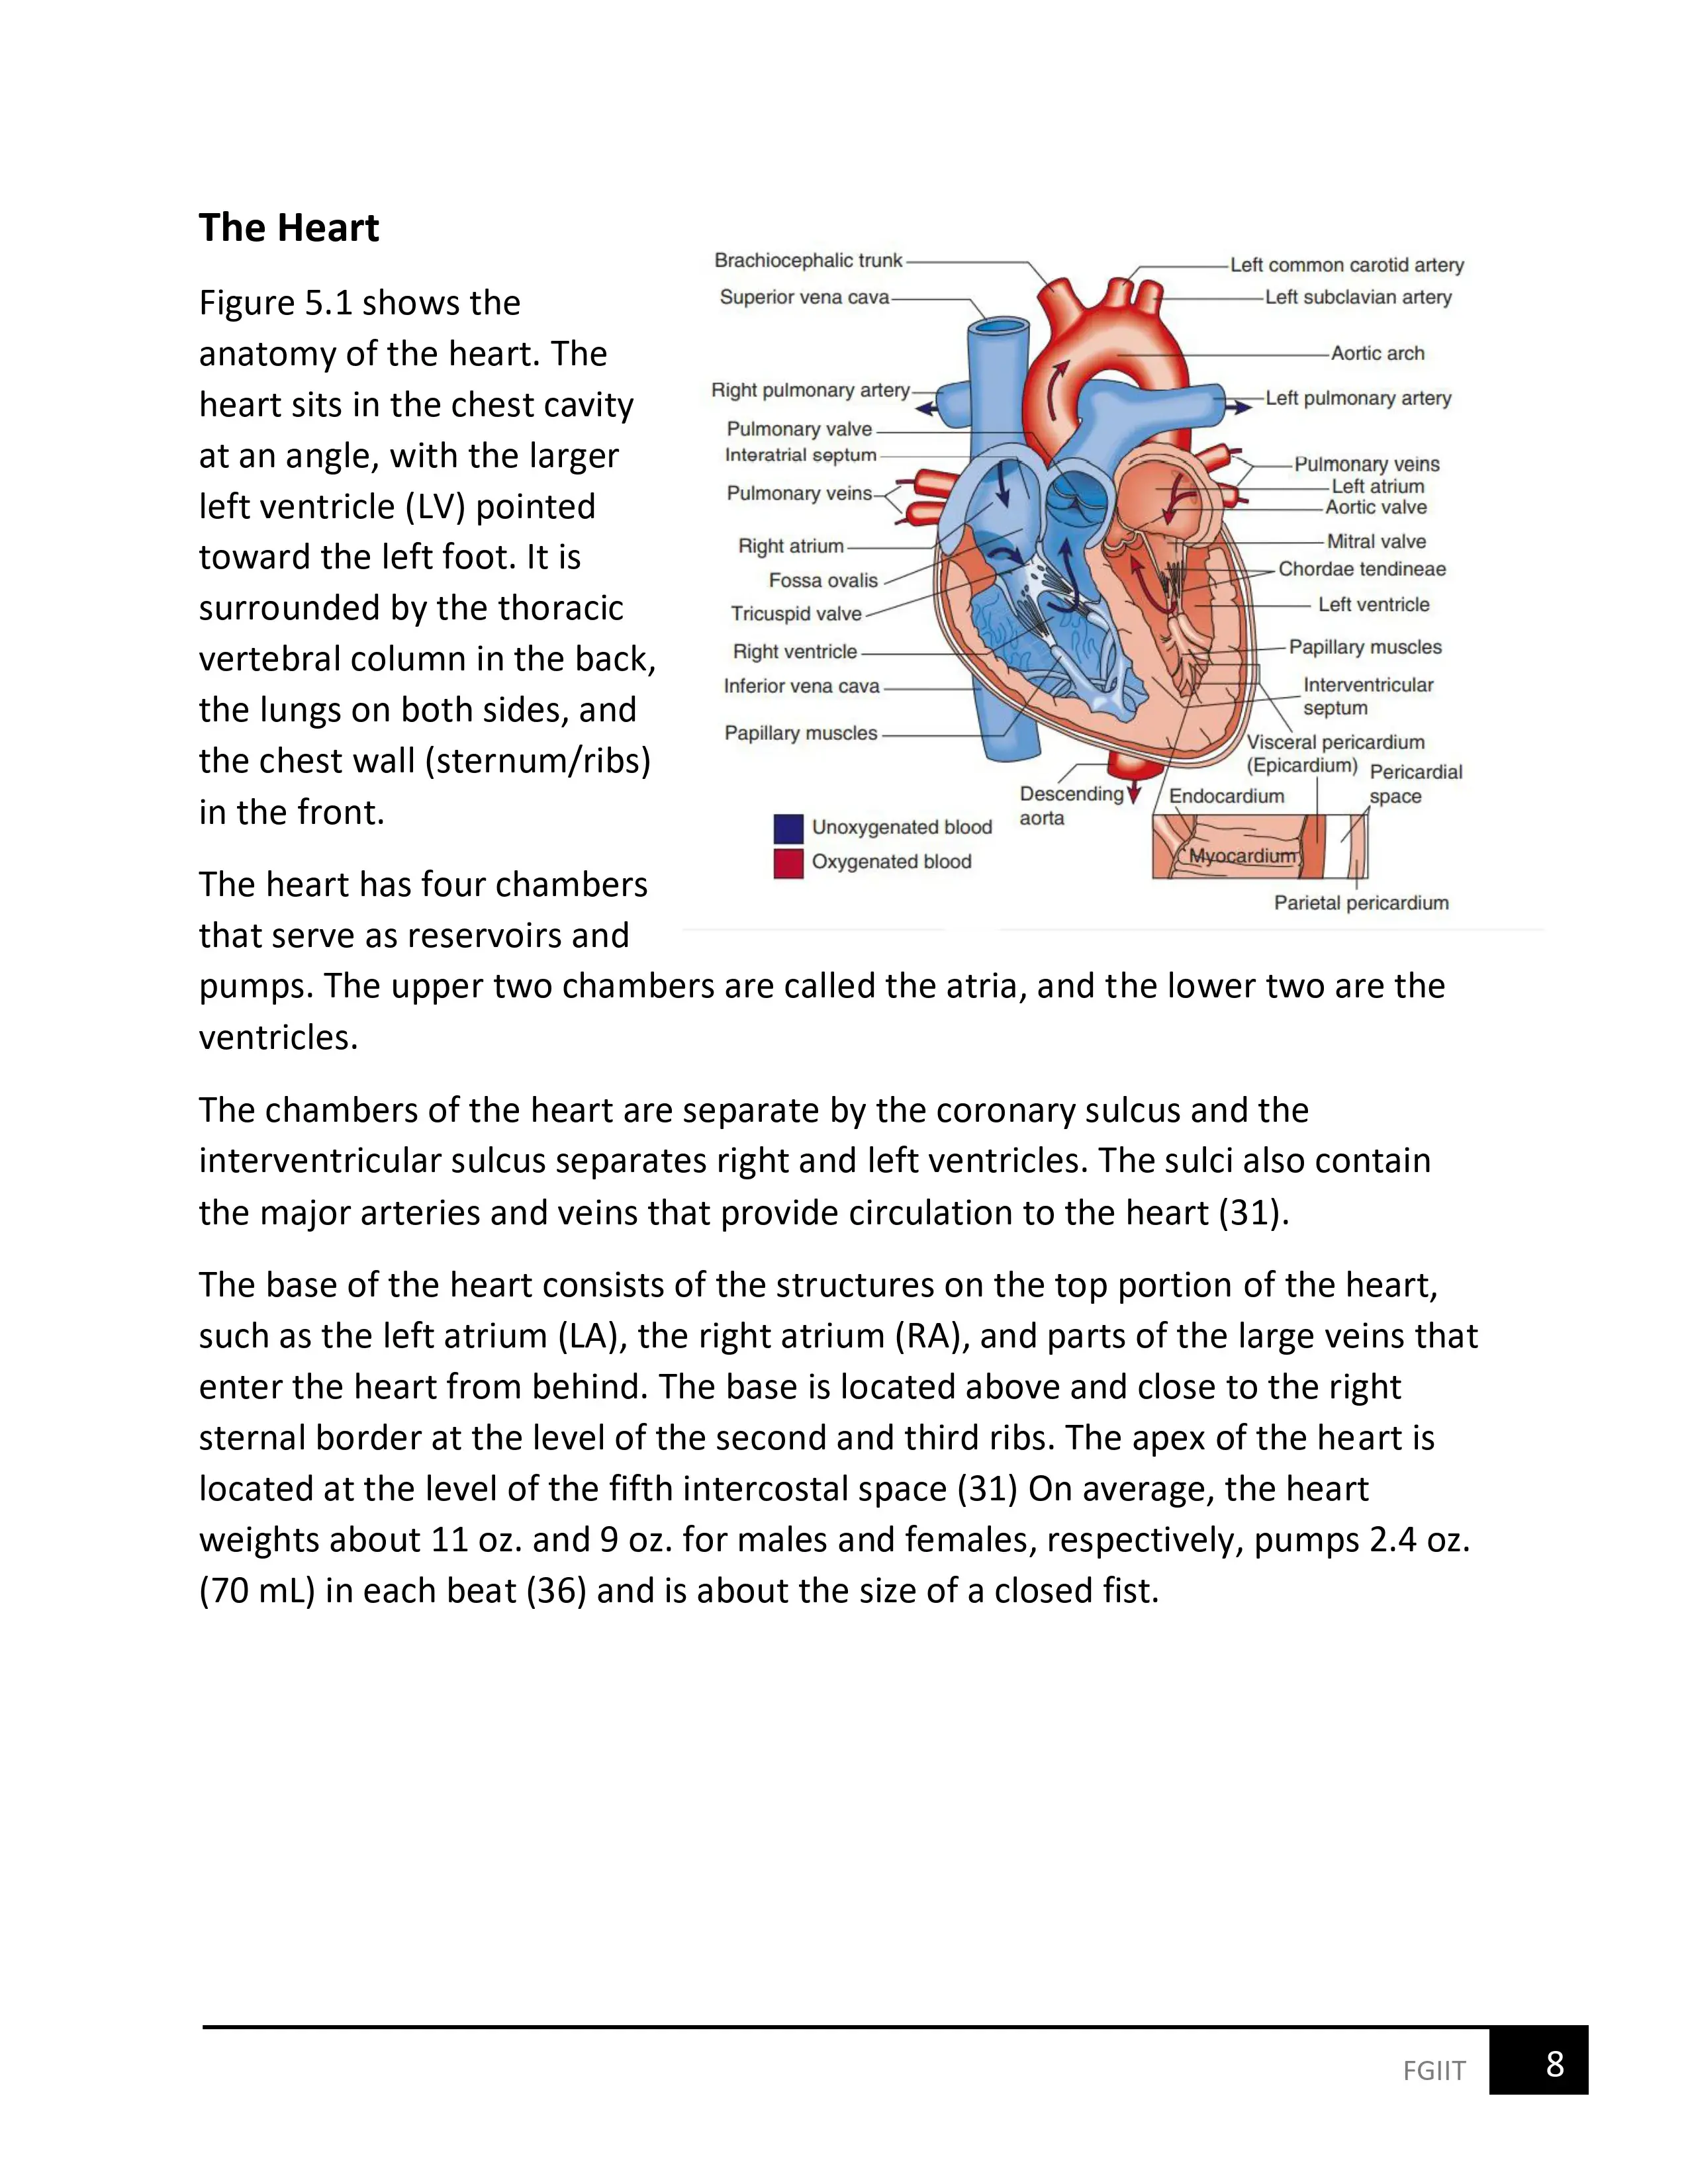 The Heart
Figure 5.1 shows the
anatomy of the heart. The
heart sits in the chest cavity
at an angle, with the larger
left ventricle (LV) pointed
toward the left foot. It is
surrounded by the thoracic
vertebral column in the back,
the lungs on both sides, and
the chest wall (sternum/ribs)
in the front.
Brachiocephalic trunk
Superior vena cava
Right pulmonary artery
Pulmonary valve
Interatrial septum
Pulmonary veins
Right atrium
Fossa ovalis
Tricuspid valve
Right ventricle
Inferior vena cava
Papillary muscles
Left common carotid artery
Left subclavian artery
Aortic arch
Left pulmonary artery
Pulmonary veins
Left atrium
Aortic valve
Mitral valve
Chordae tendineae
Left ventricle
Papillary muscles
Interventricular
septum
Visceral pericardium
(Epicardium)
Pericardial
space
Descending
aorta
Endocardium
Myocardium
Parietal pericardium
Unoxygenated blood
Oxygenated blood
The heart has four chambers
that serve as reservoirs and
pumps. The upper two chambers are called the atria, and the lower two are the
ventricles.
The chambers of the heart are separate by the coronary sulcus and the
interventricular sulcus separates right and left ventricles. The sulci also contain
the major arteries and veins that provide circulation to the heart (31).
The base of the heart consists of the structures on the top portion of the heart,
such as the left atrium (LA), the right atrium (RA), and parts of the large veins that
enter the heart from behind. The base is located above and close to the right
sternal border at the level of the second and third ribs. The apex of the heart is
located at the level of the fifth intercostal space (31) On average, the heart
weights about 11 oz. and 9 oz. for males and females, respectively, pumps 2.4 oz.
(70 mL) in each beat (36) and is about the size of a closed fist.
FGIIT 8